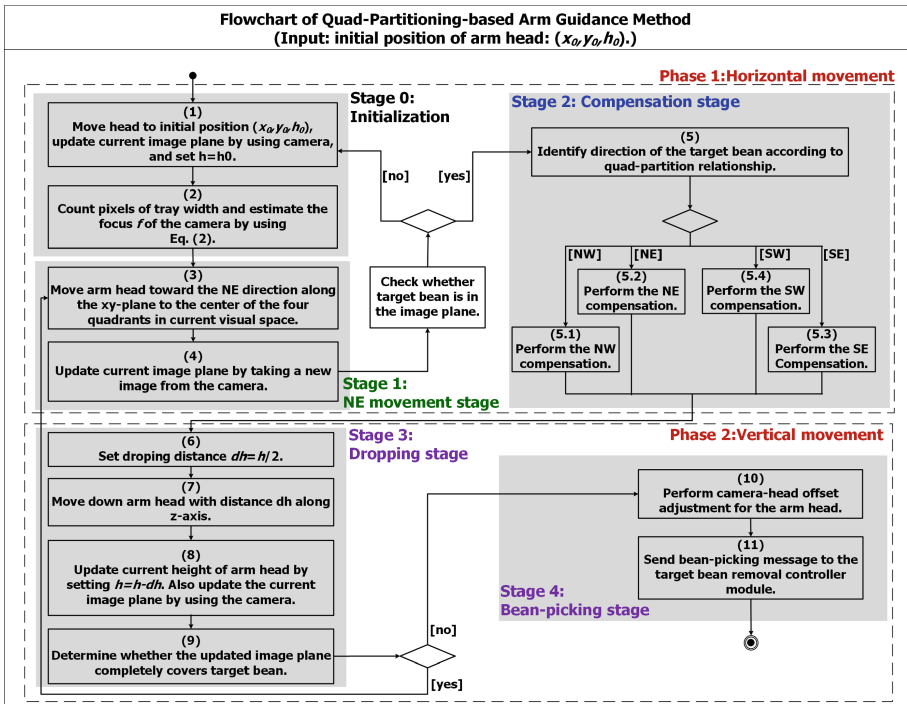 Flowchart of Quad-Partitioning-based Arm Guidance Method
(Input: initial position of arm head: (x0,y0,h0).)
Phase 1:Horizontal movement
Stage 0:
Initialization
(1)
Move head to initial position (x0,y0,h0),
update current image plane by using camera,
and set h=h0.
(2)
Count pixels of tray width and estimate the
focus f of the camera by using
Eq. (2).
(3)
Move arm head toward the NE direction along
the xy-plane to the center of the four
quadrants in current visual space.
(4)
Update current image plane by taking a new
image from the camera.
Stage 1:
NE movement stage
Check whether
target bean is in
the image plane.
[no]
[yes]
Stage 2: Compensation stage
(5)
Identify direction of the target bean according to
quad-partition relationship.
[NW]
[NE]
[SW]
[SE]
(5.2)
Perform the NE
compensation.
(5.4)
Perform the SW
compensation.
(5.1)
Perform the NW
compensation.
(5.3)
Perform the SE
Compensation.
Phase 2:Vertical movement
Stage 3:
Dropping stage
(6)
Set droping distance dh=h/2.
(7)
Move down arm head with distance dh along
z-axis.
(8)
Update current height of arm head by
setting h=h-dh. Also update the current
image plane by using the camera.
(9)
Determine whether the updated image plane
completely covers target bean.
[no]
[yes]
(10)
Perform camera-head offset
adjustment for the arm head.
(11)
Send bean-picking message to the
target bean removal controller
module.
Stage 4:
Bean-picking stage